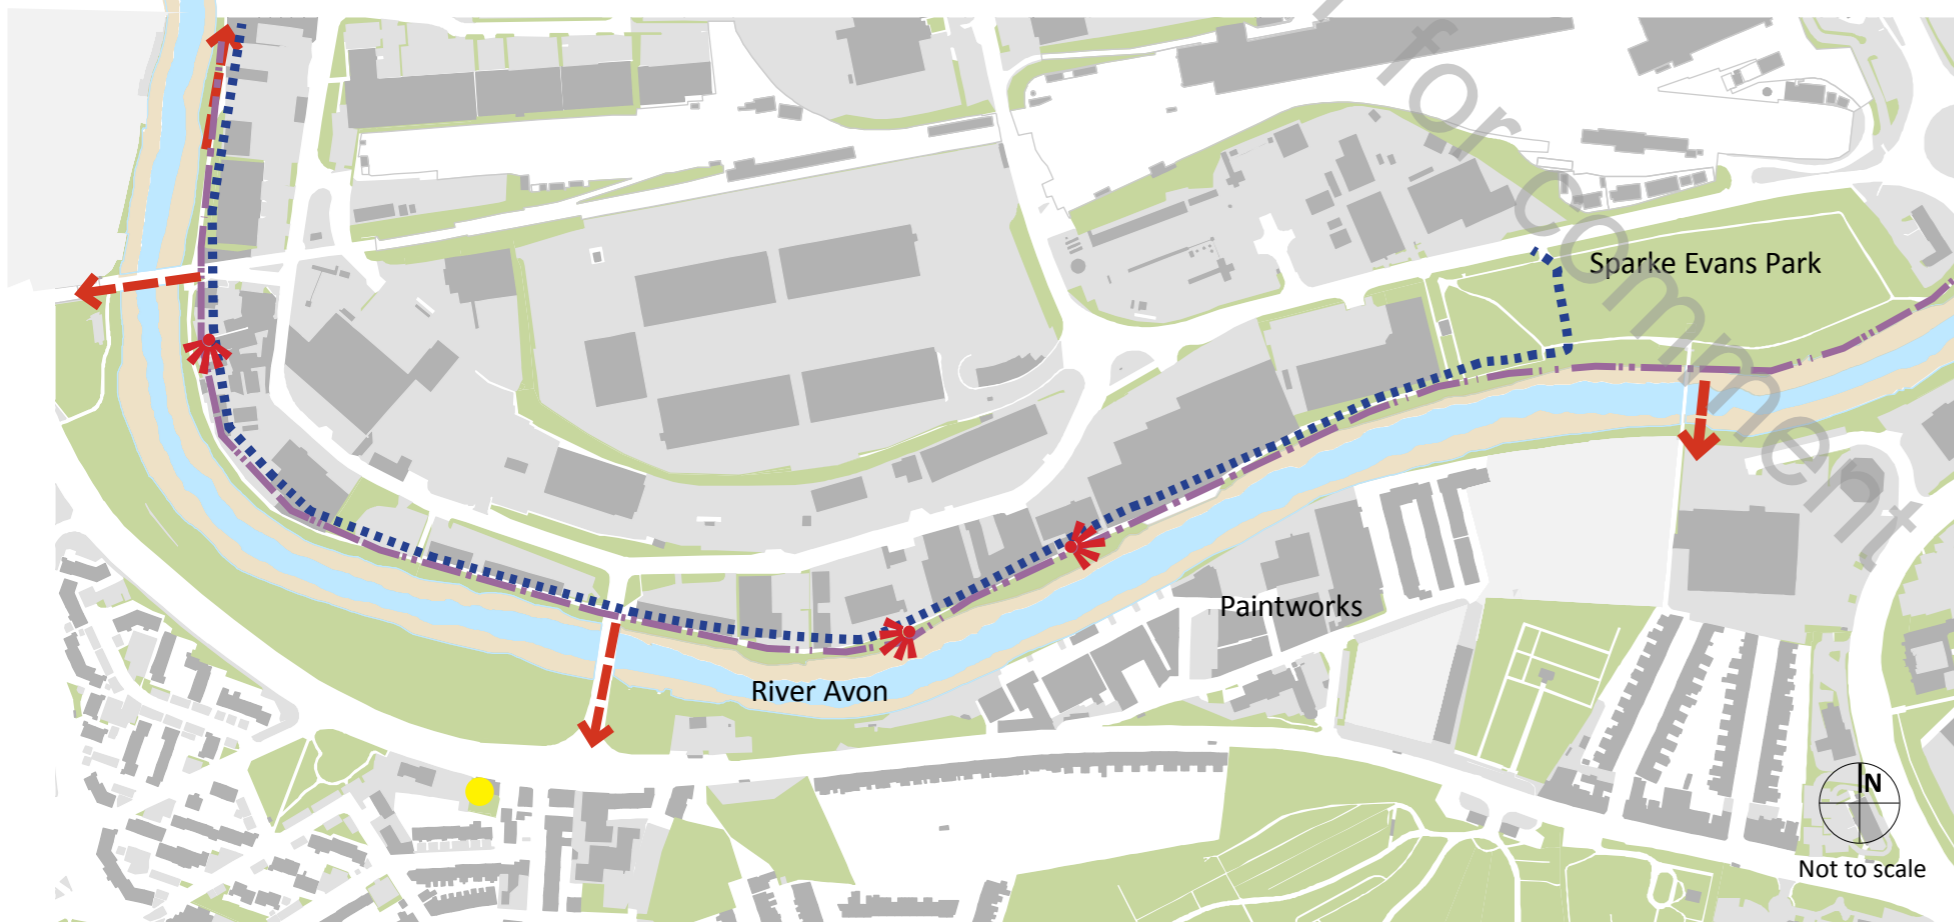 for comment
Sparke Evans Park
Paintworks
River Avon
N
Not to scale